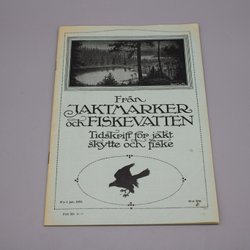 Från
JAKTMARKER
och FISKEVATTEN
Tidskrift för jakt
skytte och fiske